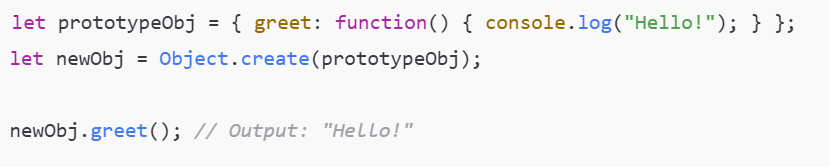 let prototypeObj = { greet: function() { console.log("Hello!"); } };
let newObj = Object.create(prototypeObj);
newObj.greet(); // Output: "Hello!"